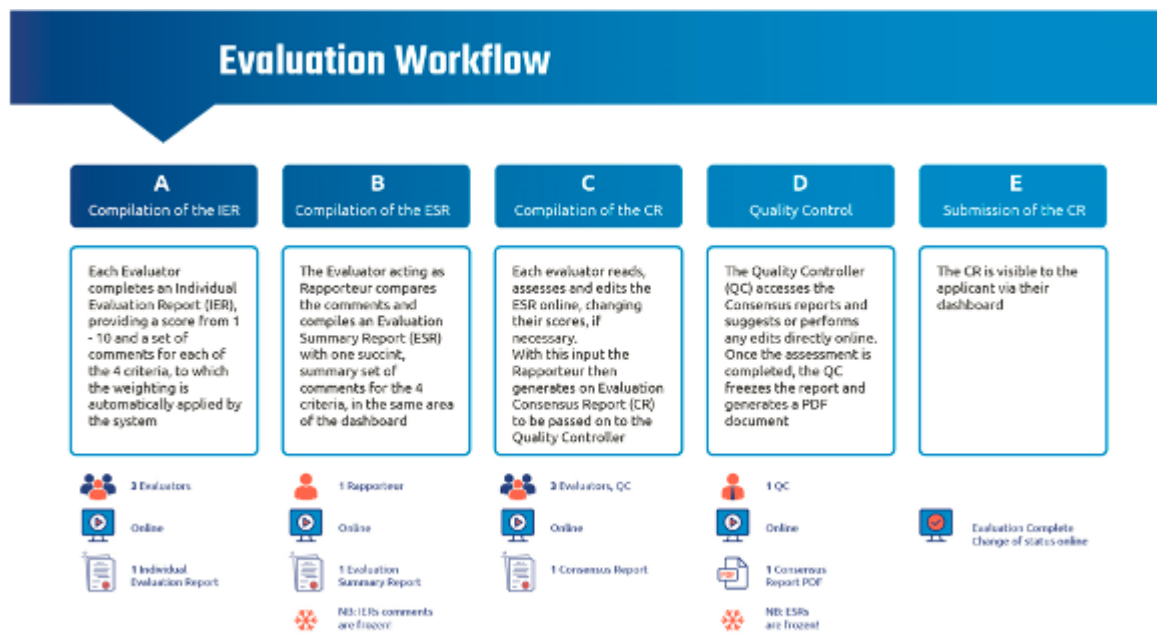 Evaluation Workflow
A
Compilation of the IER
Each Evaluator
completes an Individual
Evaluation Report (IER),
providing a score from 1
- 10 and a set of
comments for each of
the 4 criteria, to which
the weighting is
automatically applied by
the system
3 Evaluators
Online
1 Individual
Evaluation Report
B
Compilation of the ESR
The Evaluator acting as
Rapporteur compares
the comments and
compiles an Evaluation
Summary Report (ESR)
with one succint,
summary set of
comments for the 4
criteria, in the same area
of the dashboard
1 Rapporteur
Online
1 Evaluation
Summary Report
NB: IERs comments
are frozen!
C
Compilation of the CR
Each evaluator reads,
assesses and edits the
ESR online, changing
their scores, if
necessary.
With this input the
Rapporteur then
generates on Evaluation
Consensus Report (CR)
to be passed on to the
Quality Controller
3 Evaluators, QC
Online
1 Consensus Report
D
Quality Control
The Quality Controller
(QC) accesses the
Consensus reports and
suggests or performs
any edits directly online.
Once the assessment is
completed, the QC
freezes the report and
generates a PDF
document
1 QC
Online
PDF
1 Consensus
Report PDF
NB: ESRs
are frozen!
E
Submission of the CR
The CR is visible to the
applicant via their
dashboard
Evaluation Complete
Change of status online